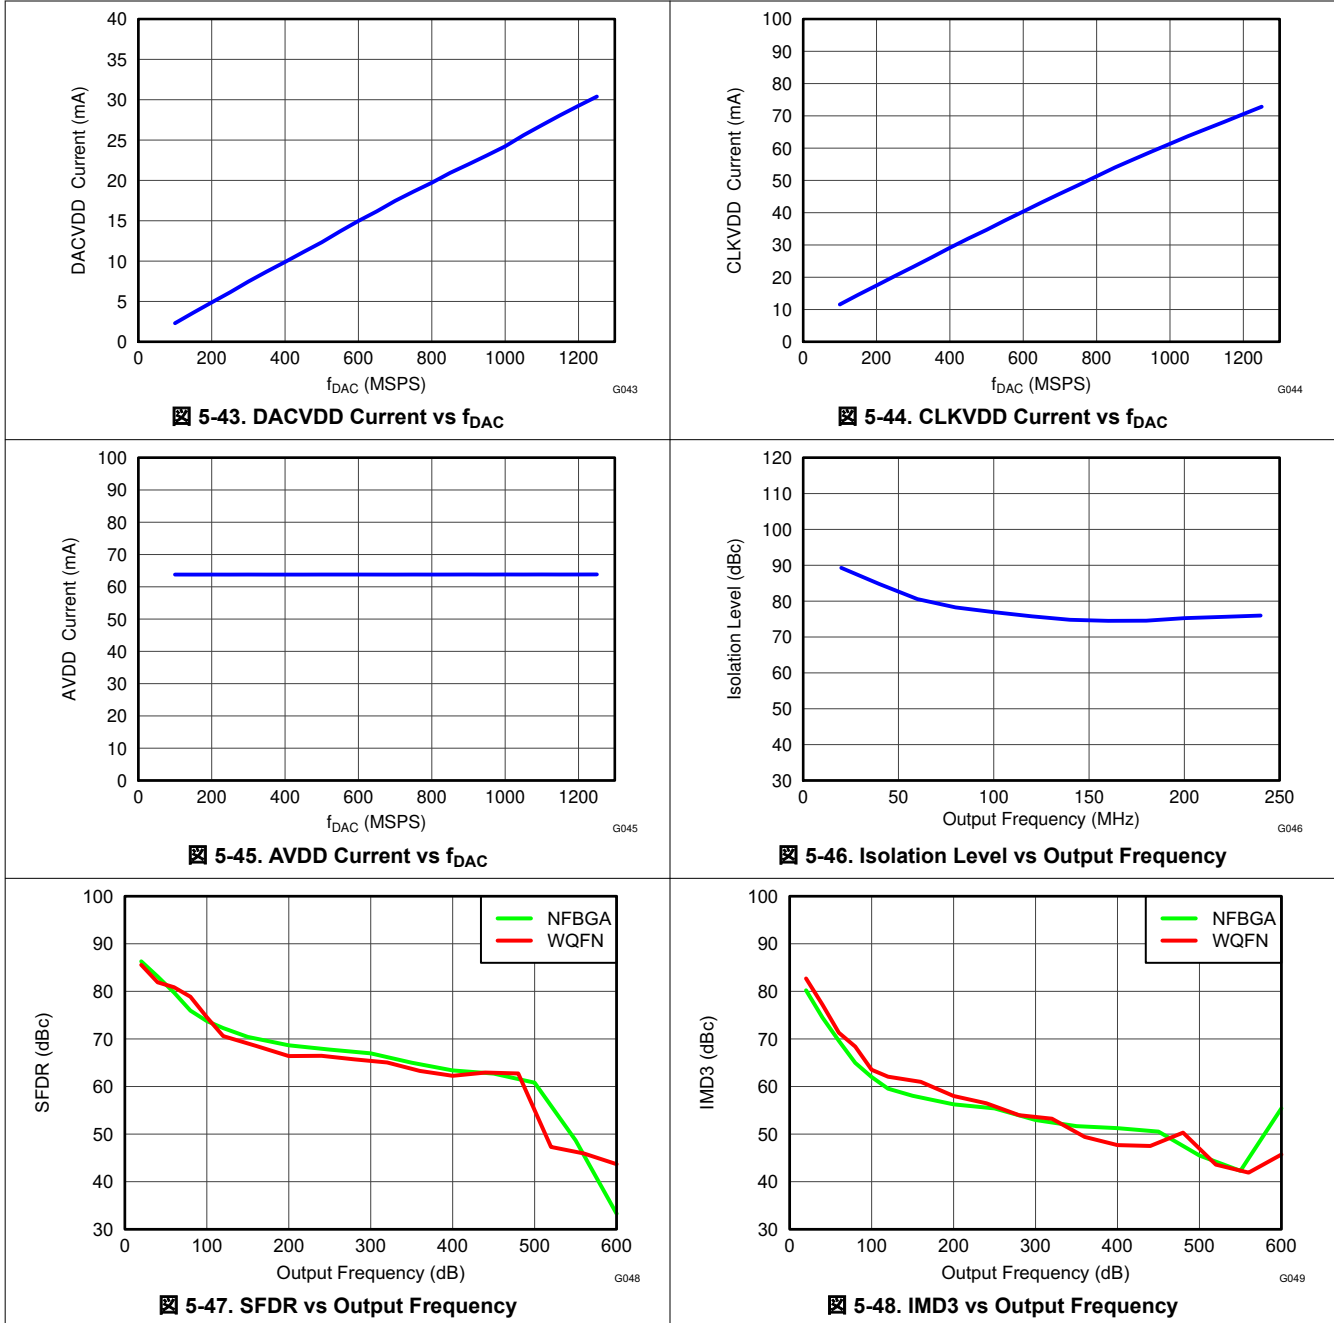 40
35
30
25
20
15
10
5
0
DACVDD Current (mA)
0 200 400 600 800 1000 1200
fDAC (MSPS)
G043
図 5-43. DACVDD Current vs fDAC
100
90
80
70
60
50
40
30
20
10
0
CLKVDD Current (mA)
0 200 400 600 800 1000 1200
fDAC (MSPS)
G044
図 5-44. CLKVDD Current vs fDAC
100
90
80
70
60
50
40
30
20
10
0
AVDD Current (mA)
0 200 400 600 800 1000 1200
fDAC (MSPS)
G045
図 5-45. AVDD Current vs fDAC
120
110
100
90
80
70
60
50
40
30
Isolation Level (dBc)
0 50 100 150 200 250
Output Frequency (MHz)
G046
図 5-46. Isolation Level vs Output Frequency
100
90
80
70
60
50
40
30
SFDR (dBc)
NFBGA
WQFN
0 100 200 300 400 500 600
Output Frequency (dB)
G048
図 5-47. SFDR vs Output Frequency
100
90
80
70
60
50
40
30
IMD3 (dBc)
NFBGA
WQFN
0 100 200 300 400 500 600
Output Frequency (dB)
G049
図 5-48. IMD3 vs Output Frequency